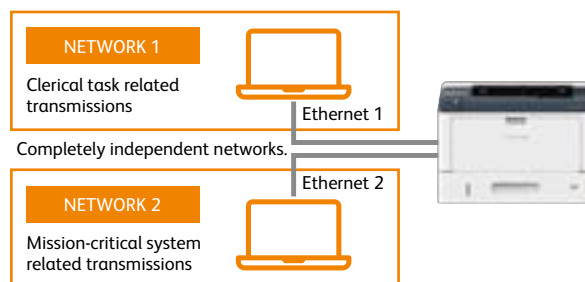 NETWORK 1
Clerical task related
transmissions
Ethernet 1
Completely independent networks.
Ethernet 2
NETWORK 2
Mission-critical system
related transmissions